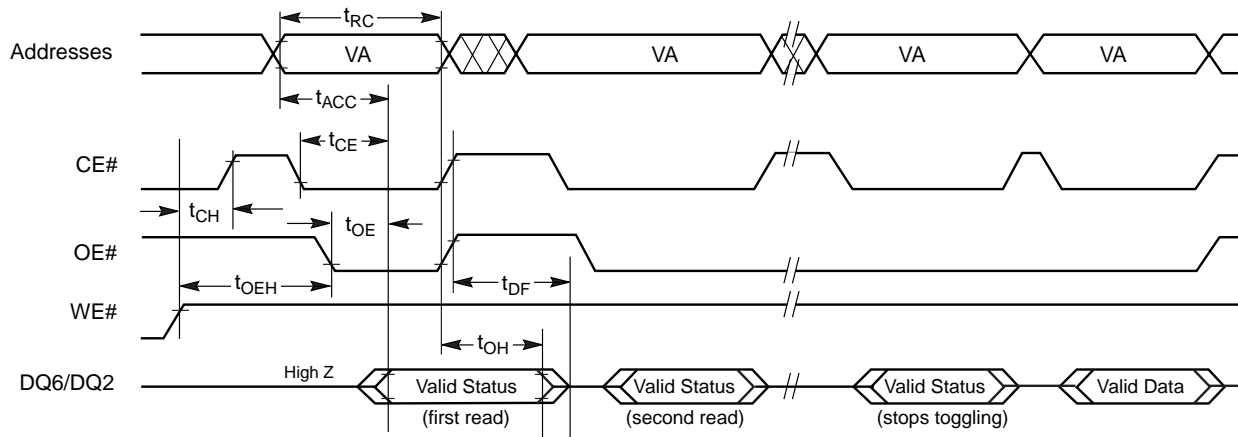 tRC
Addresses VA VA VA VA
tACC
tCE
CE#
tCH tOE
OE#
tOEH tDF
WE#
tOH
High Z
DQ6/DQ2 Valid Status Valid Status Valid Status Valid Data
(first read) (second read) (stops toggling)